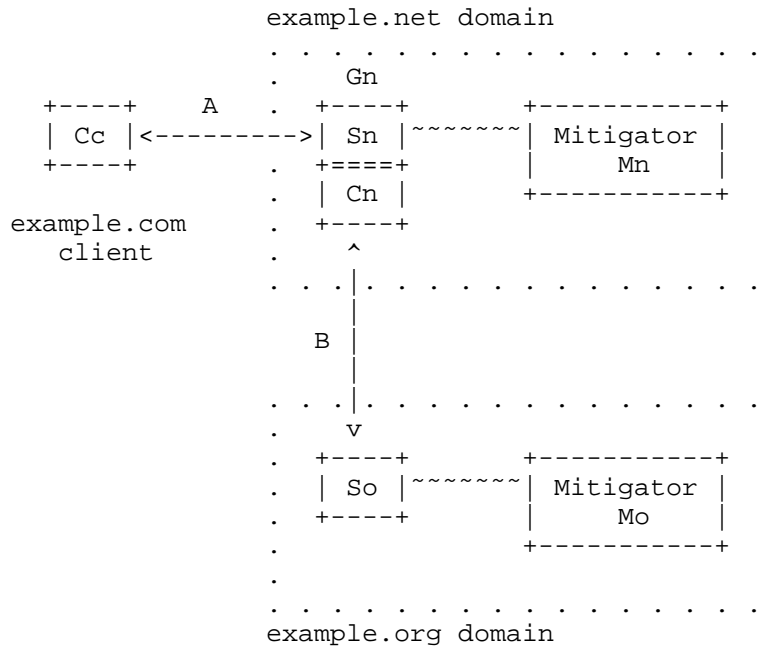 example.net domain
. . . . . . . . . . . . . . . .
. Gn
+----+ A . +----+ +-----------+
| Cc |<--------->| Sn |~~~~~~~| Mitigator |
+----+ . +====+ | Mn |
. | Cn | +-----------+
example.com . +----+
client . ^
. . .|. . . . . . . . . . . . .
|
B |
|
. . .|. . . . . . . . . . . . .
. v
. +----+ +-----------+
. | So |~~~~~~~| Mitigator |
. +----+ | Mo |
. +-----------+
.
. . . . . . . . . . . . . . . .
example.org domain